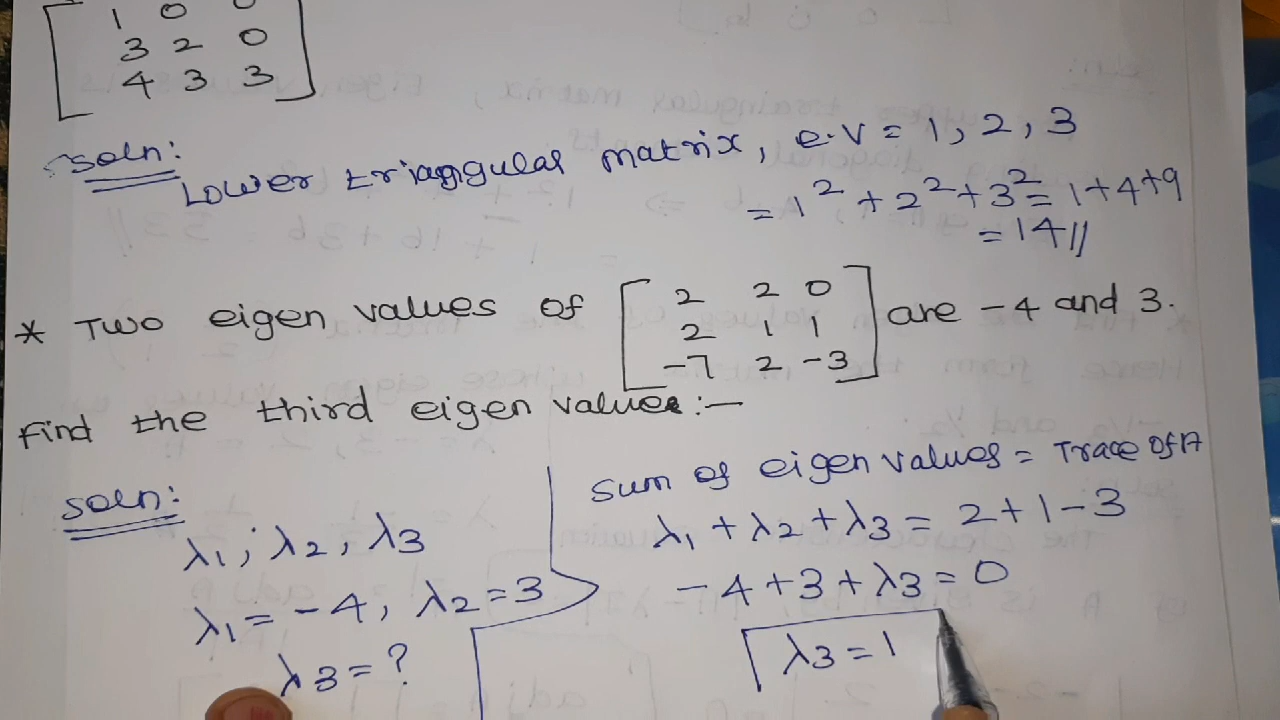 1 0 0
3 2 0
4 3 3
Soln:
Lower triangular matrix, e.v = 1, 2, 3
= 1² + 2² + 3² = 1+4+9
= 14//
* Two eigen values of [2 2 0
2 1 1
-7 2 -3] are -4 and 3.
Find the third eigen value:-
Soln:
λ1, λ2, λ3
λ1 = -4, λ2 = 3
λ3 = ?
Sum of eigen values = Trace of A
λ1 + λ2 + λ3 = 2+1-3
-4+3+λ3 = 0
λ3 = 1